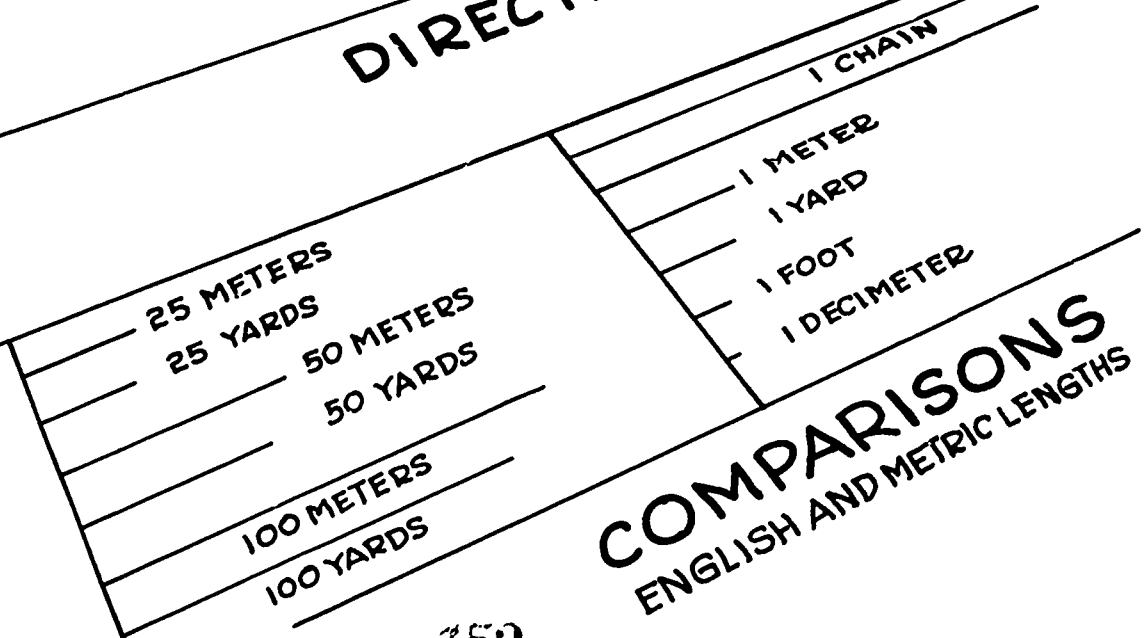 1 CHAIN
1 METER
1 YARD
1 FOOT
1 DECIMETER
25 METERS
25 YARDS
50 METERS
50 YARDS
100 METERS
100 YARDS
COMPARISONS
ENGLISH AND METRIC LENGTHS